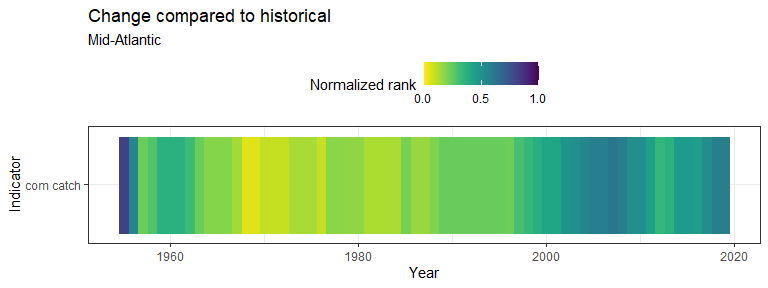 Change compared to historical
Mid-Atlantic
Normalized rank
0.0 0.5 1.0
Indicator
com catch
1960 1980 2000 2020
Year